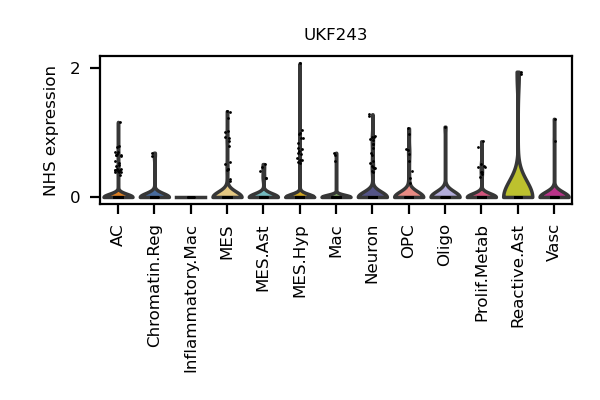 UKF243
NHS expression
2
0
AC
Chromatin.Reg
Inflammatory.Mac
MES
MES.Ast
MES.Hyp
Mac
Neuron
OPC
Oligo
Prolif.Metab
Reactive.Ast
Vasc